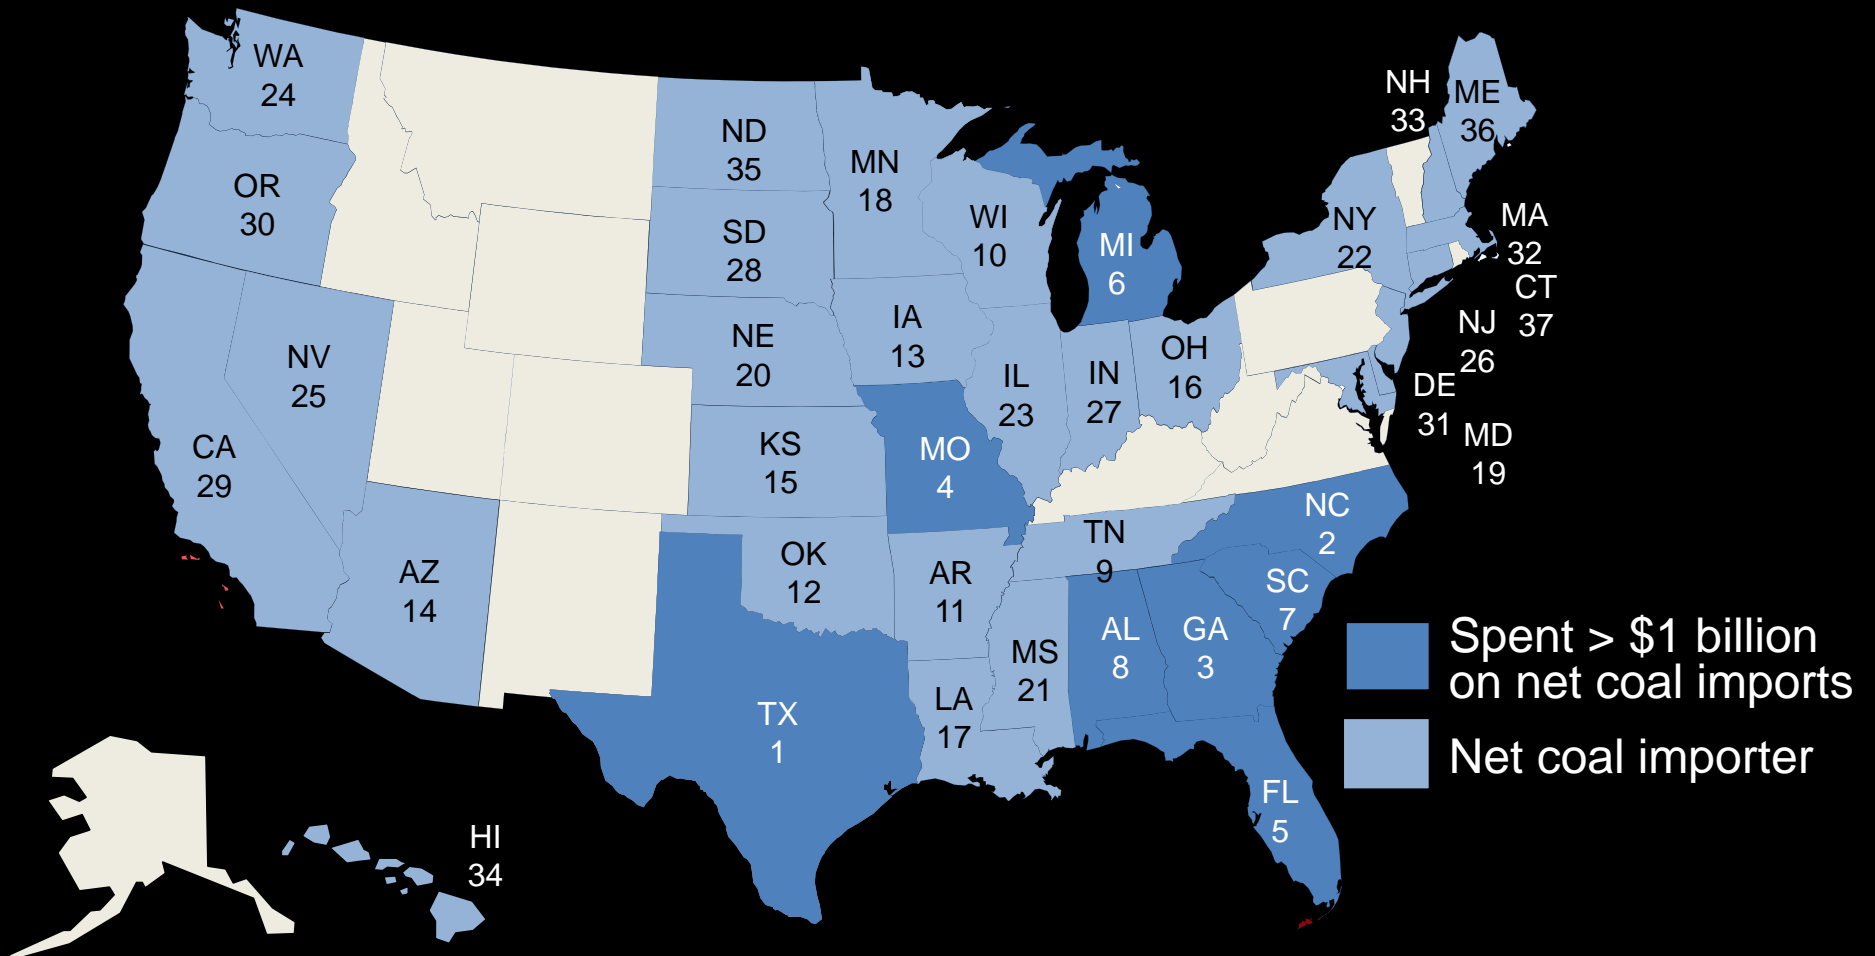 WA
24
OR
30
CA
29
NV
25
AZ
14
ND
35
SD
28
NE
20
KS
15
OK
12
TX
1
MN
18
IA
13
MO
4
AR
11
LA
17
WI
10
IL
23
MS
21
MI
6
IN
27
OH
16
TN
9
AL
8
GA
3
FL
5
SC
7
NC
2
NY
22
NH
33
ME
36
MA
32
CT
37
NJ
26
DE
31
MD
19
HI
34
Spent > $1 billion
on net coal imports
Net coal importer